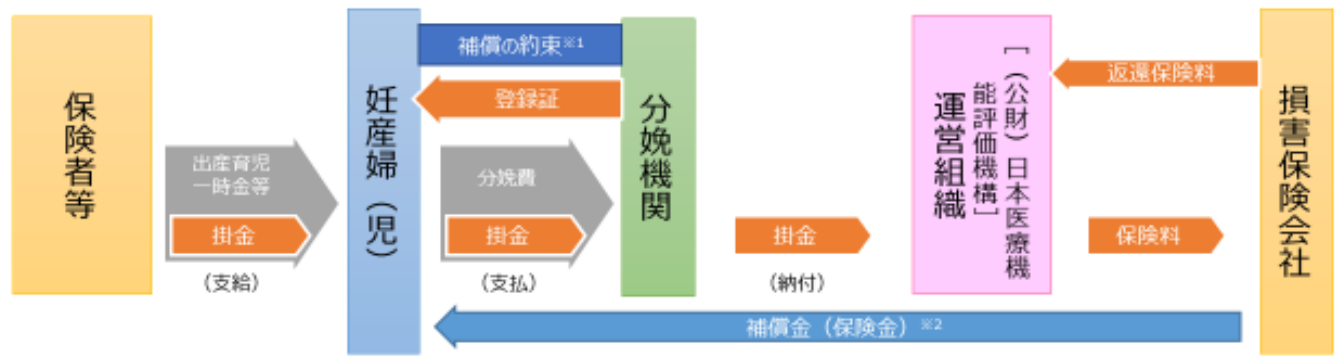 保険者等
出産育児
一時金等
掛金
(支給)
妊産婦(児)
補償の約束※1
登録証
分娩費
掛金
(支払)
分娩機関
掛金
(納付)
運営組織
[(公財)日本医療機
能評価機構]
返還保険料
保険料
損害保険会社
補償金(保険金)※2